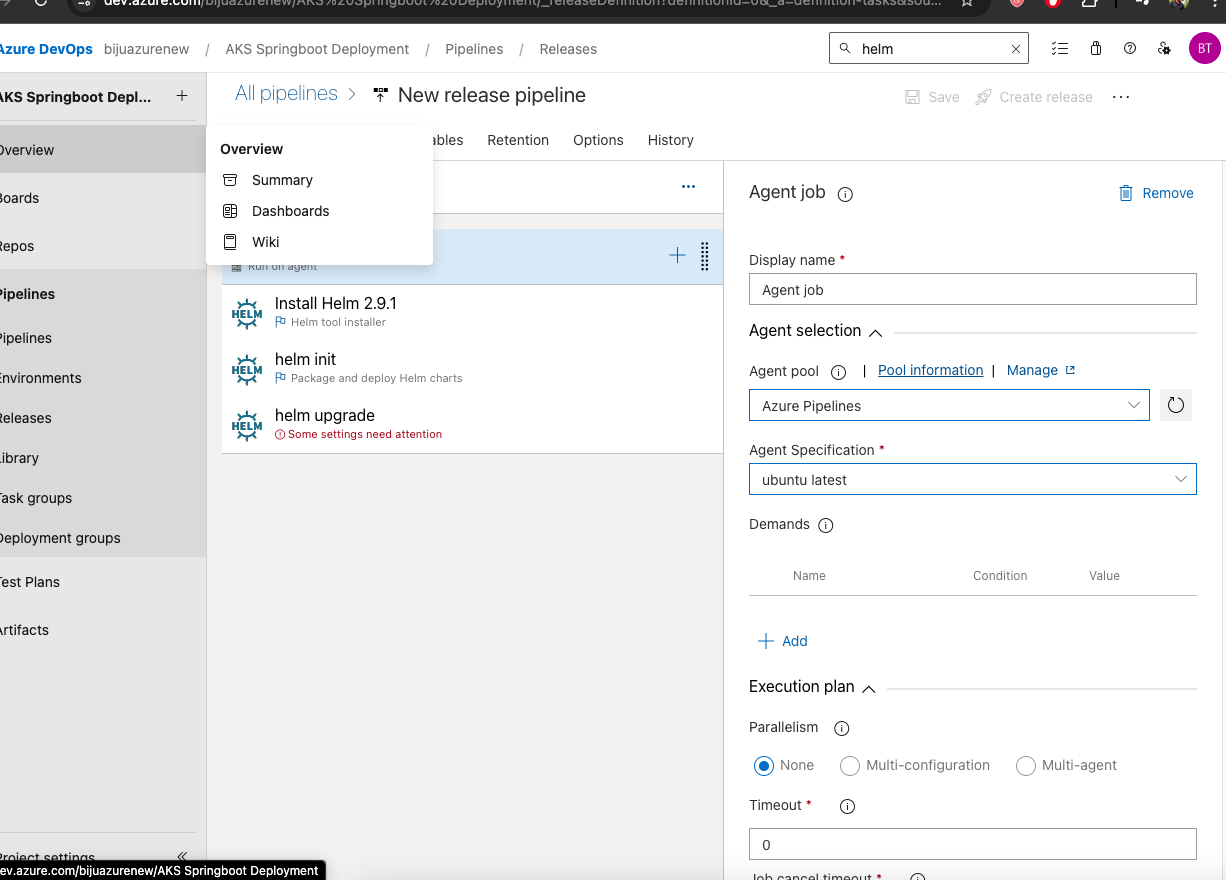 dev.azure.com/bijuazurenew/AKS%20Springboot%20Deployment/_releaseDefinition?definitionId=0&_a=definition-tasks&sou...
Azure DevOps bijuazurenew / AKS Springboot Deployment / Pipelines / Releases
helm
BT
AKS Springboot Depl...
All pipelines > New release pipeline
Save
Create release
Overview
Boards
Repos
Pipelines
Pipelines
Environments
Releases
Library
Task groups
Deployment groups
Test Plans
Artifacts
Project settings
dev.azure.com/bijuazurenew/AKS Springboot Deployment
Overview
Summary
Dashboards
Wiki
ables Retention Options History
Run on agent
HELM
Install Helm 2.9.1
Helm tool installer
HELM
helm init
Package and deploy Helm charts
HELM
helm upgrade
Some settings need attention
Agent job
Remove
Display name *
Agent job
Agent selection
Agent pool | Pool information | Manage
Azure Pipelines
Agent Specification *
ubuntu latest
Demands
Name Condition Value
Add
Execution plan
Parallelism
None Multi-configuration Multi-agent
Timeout *
0
Job cancel timeout *